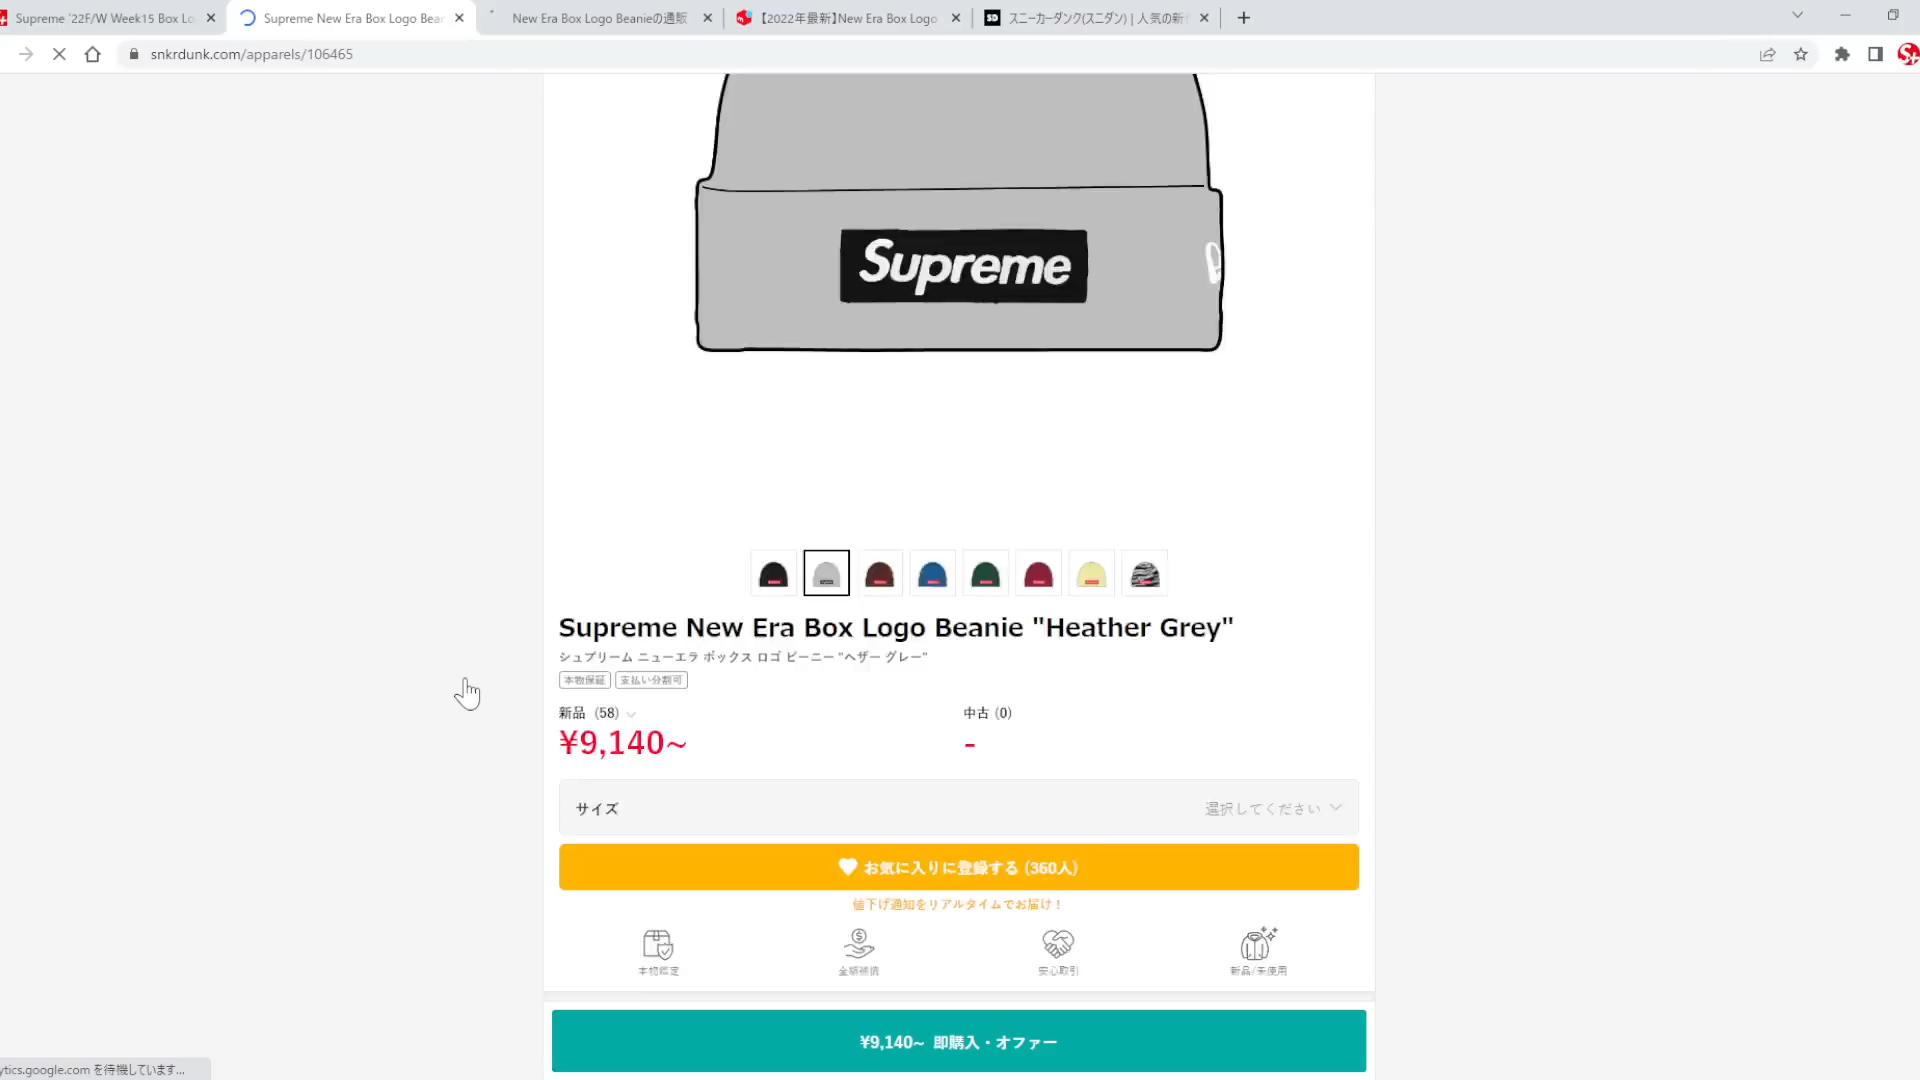 Supreme '22F/W Week15 Box Lo
Supreme New Era Box Logo Bear
New Era Box Logo Beanieの通販
【2022年最新】New Era Box Logo
スニーカーダンク(スニダン) | 人気の新
snkrdunk.com/apparels/106465
Supreme
Supreme New Era Box Logo Beanie "Heather Grey"
シュプリーム ニューエラ ボックス ロゴ ビーニー "ヘザー グレー"
本物保証 支払い分割可
新品 (58)
中古 (0)
¥9,140~
-
サイズ
選択してください
お気に入りに登録する (360人)
値下げ通知をリアルタイムでお届け！
本物鑑定
全額補償
安心取引
新品/未使用
¥9,140~ 即購入・オファー
ytics.google.com を待機しています...